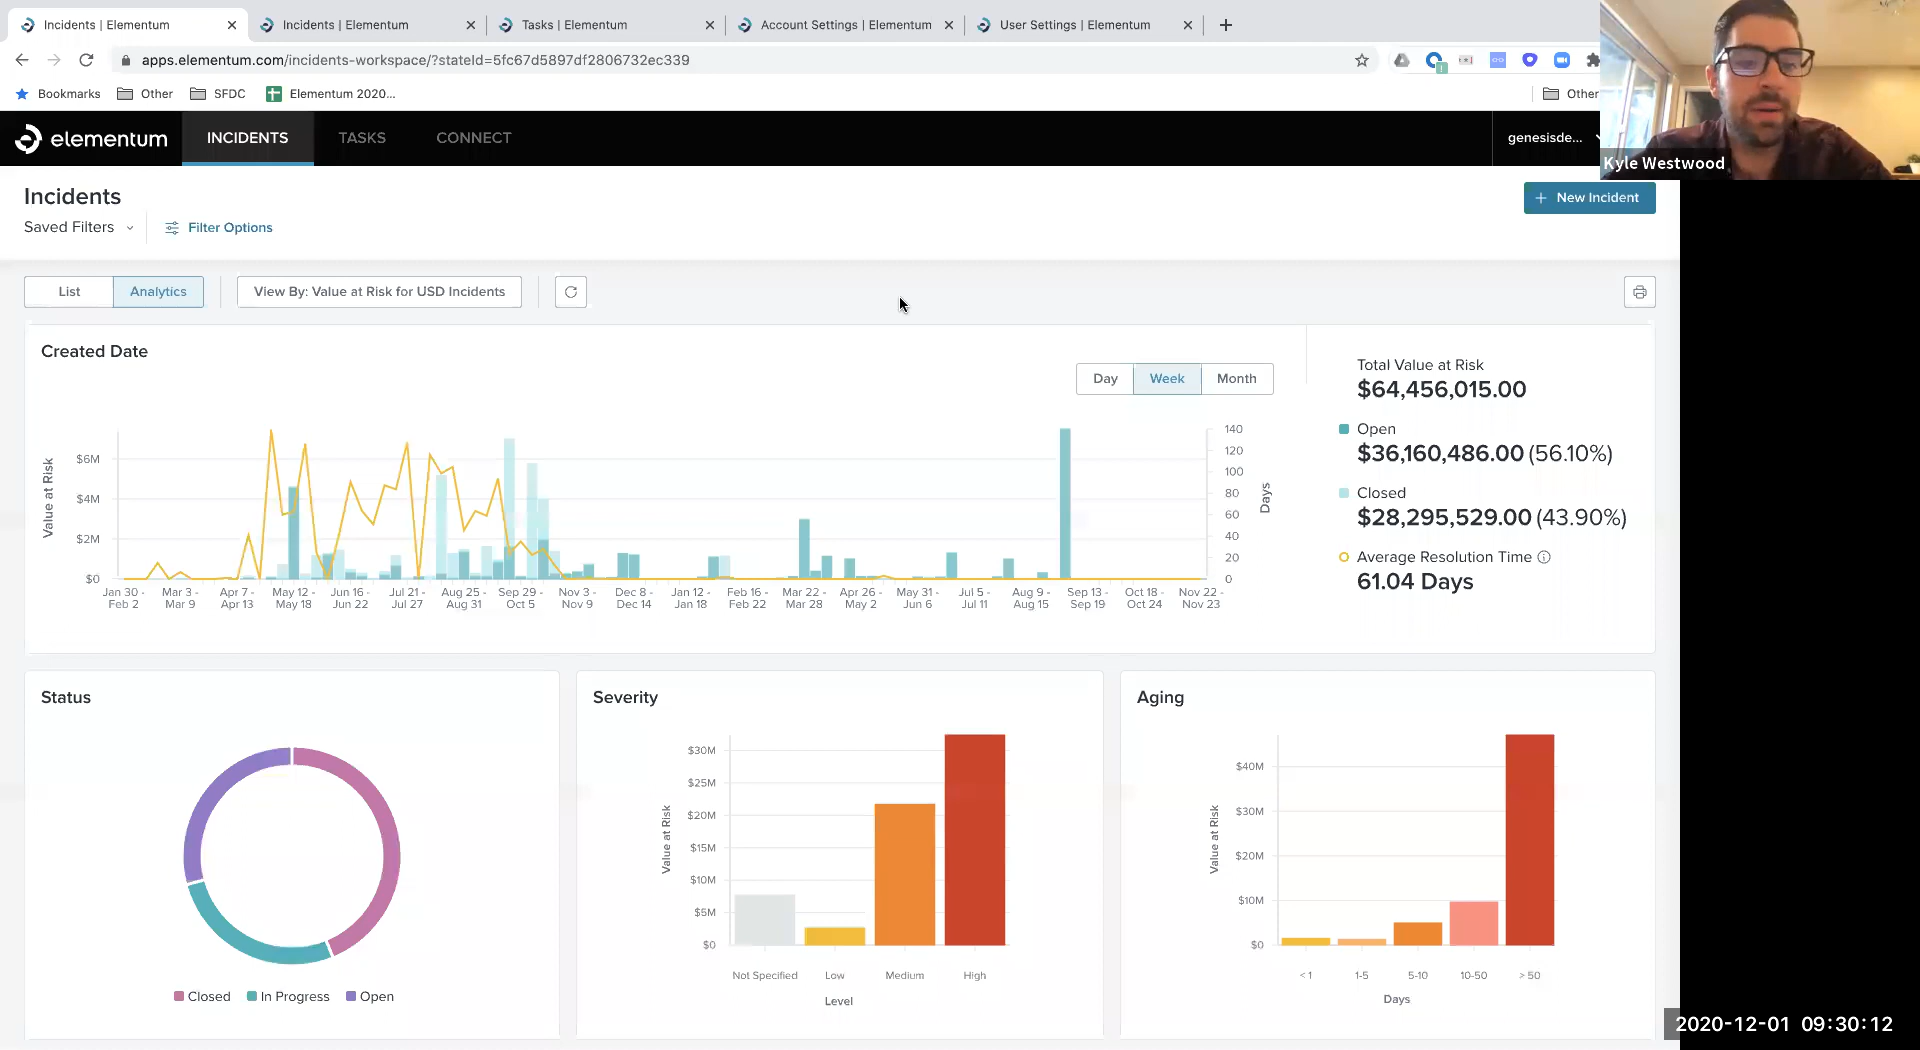 Incidents | Elementum
Incidents | Elementum
Tasks | Elementum
Account Settings | Elementum
User Settings | Elementum
apps.elementum.com/incidents-workspace/?stateId=5fc67d5897df2806732ec339
Bookmarks
Other
SFDC
Elementum 2020...
Other
elementum
INCIDENTS
TASKS
CONNECT
genesisde...
Kyle Westwood
Incidents
Saved Filters
Filter Options
+ New Incident
List
Analytics
View By: Value at Risk for USD Incidents
Created Date
Day
Week
Month
Value at Risk
$6M
$4M
$2M
$0
140
120
100
80
60
40
20
0
Days
Jan 30 - Feb 2
Mar 3 - Mar 9
Apr 7 - Apr 13
May 12 - May 18
Jun 16 - Jun 22
Jul 21 - Jul 27
Aug 25 - Aug 31
Sep 29 - Oct 5
Nov 3 - Nov 9
Dec 8 - Dec 14
Jan 12 - Jan 18
Feb 16 - Feb 22
Mar 22 - Mar 28
Apr 26 - May 2
May 31 - Jun 6
Jul 5 - Jul 11
Aug 9 - Aug 15
Sep 13 - Sep 19
Oct 18 - Oct 24
Nov 22 - Nov 23
Total Value at Risk
$64,456,015.00
Open
$36,160,486.00 (56.10%)
Closed
$28,295,529.00 (43.90%)
Average Resolution Time
61.04 Days
Status
Closed
In Progress
Open
Severity
Value at Risk
$30M
$25M
$20M
$15M
$10M
$5M
$0
Not Specified
Low
Medium
High
Level
Aging
Value at Risk
$40M
$30M
$20M
$10M
$0
< 1
1-5
5-10
10-50
> 50
Days
2020-12-01 09:30:12